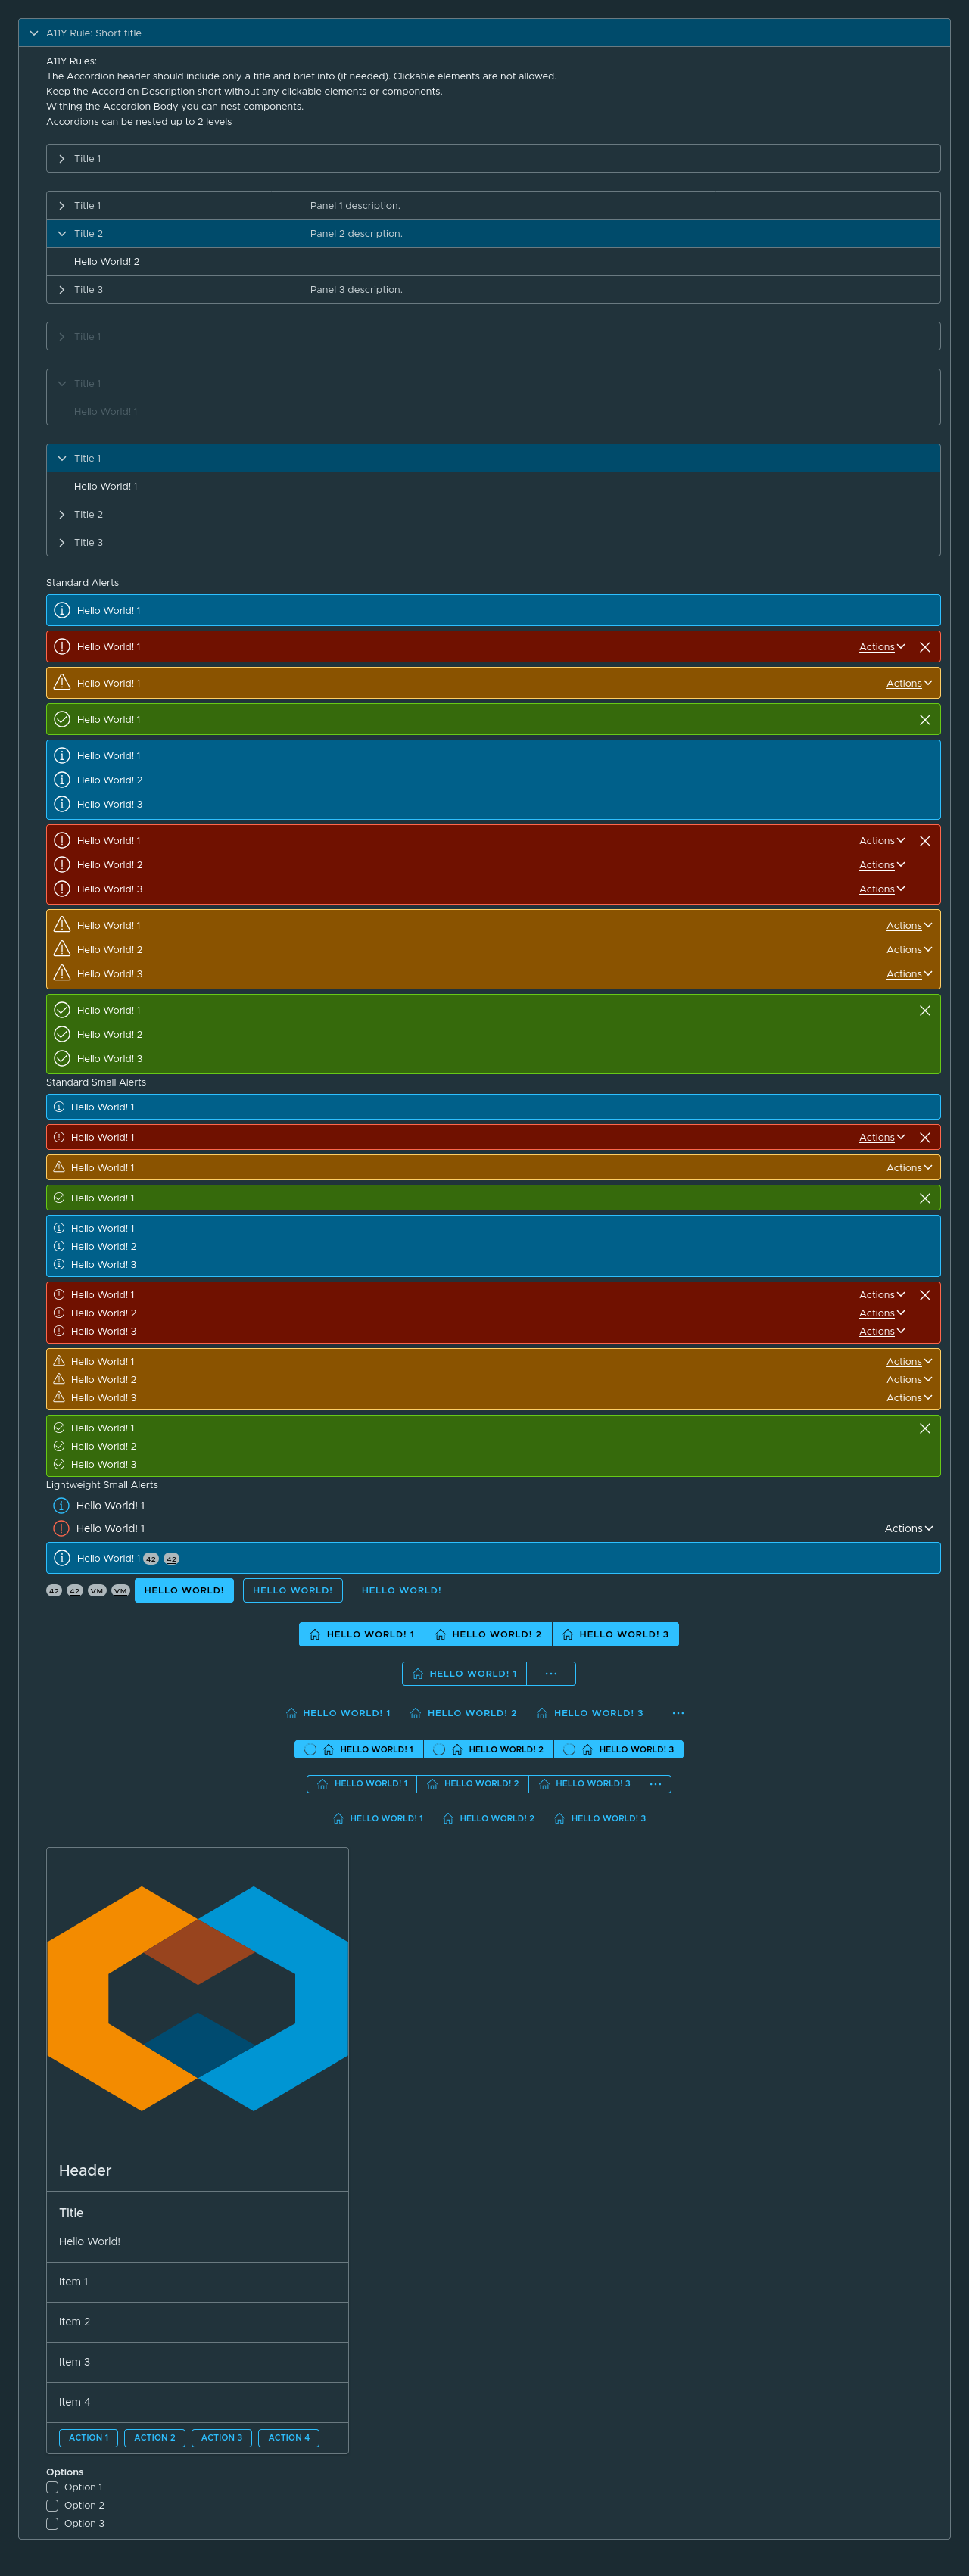 A11Y Rule: Short title
A11Y Rules:
The Accordion header should include only a title and brief info (if needed). Clickable elements are not allowed.
Keep the Accordion Description short without any clickable elements or components.
Withing the Accordion Body you can nest components.
Accordions can be nested up to 2 levels
Title 1
Title 1 Panel 1 description.
Title 2 Panel 2 description.
Hello World! 2
Title 3 Panel 3 description.
Title 1
Title 1
Hello World! 1
Title 1
Hello World! 1
Title 2
Title 3
Standard Alerts
Hello World! 1
Hello World! 1 Actions
Hello World! 1 Actions
Hello World! 1
Hello World! 1
Hello World! 2
Hello World! 3
Hello World! 1 Actions
Hello World! 2 Actions
Hello World! 3 Actions
Hello World! 1 Actions
Hello World! 2 Actions
Hello World! 3 Actions
Hello World! 1
Hello World! 2
Hello World! 3
Standard Small Alerts
Hello World! 1
Hello World! 1 Actions
Hello World! 1 Actions
Hello World! 1
Hello World! 1
Hello World! 2
Hello World! 3
Hello World! 1 Actions
Hello World! 2 Actions
Hello World! 3 Actions
Hello World! 1 Actions
Hello World! 2 Actions
Hello World! 3 Actions
Hello World! 1
Hello World! 2
Hello World! 3
Lightweight Small Alerts
Hello World! 1
Hello World! 1 Actions
Hello World! 1 42 42
42 42 VM VM HELLO WORLD! HELLO WORLD! HELLO WORLD!
HELLO WORLD! 1 HELLO WORLD! 2 HELLO WORLD! 3
HELLO WORLD! 1 ...
HELLO WORLD! 1 HELLO WORLD! 2 HELLO WORLD! 3 ...
HELLO WORLD! 1 HELLO WORLD! 2 HELLO WORLD! 3
HELLO WORLD! 1 HELLO WORLD! 2 HELLO WORLD! 3 ...
HELLO WORLD! 1 HELLO WORLD! 2 HELLO WORLD! 3
Header
Title
Hello World!
Item 1
Item 2
Item 3
Item 4
ACTION 1 ACTION 2 ACTION 3 ACTION 4
Options
Option 1
Option 2
Option 3